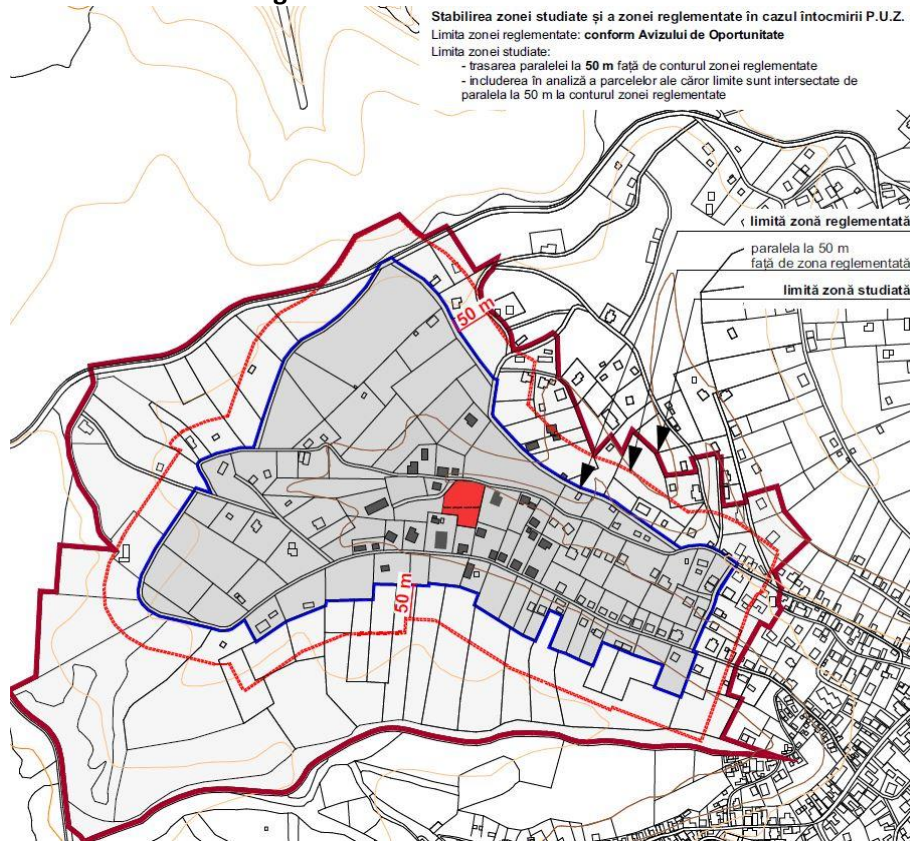 Stabilirea zonei studiate și a zonei reglementate în cazul întocmirii P.U.Z.
Limita zonei reglementate: conform Avizului de Oportunitate
Limita zonei studiate:
- trasarea paralelei la 50 m față de conturul zonei reglementate
- includerea în analiză a parcelelor ale căror limite sunt intersectate de
paralela la 50 m la conturul zonei reglementate
limită zonă reglementată
paralela la 50 m
față de zona reglementată
limită zonă studiată
50 m
50 m